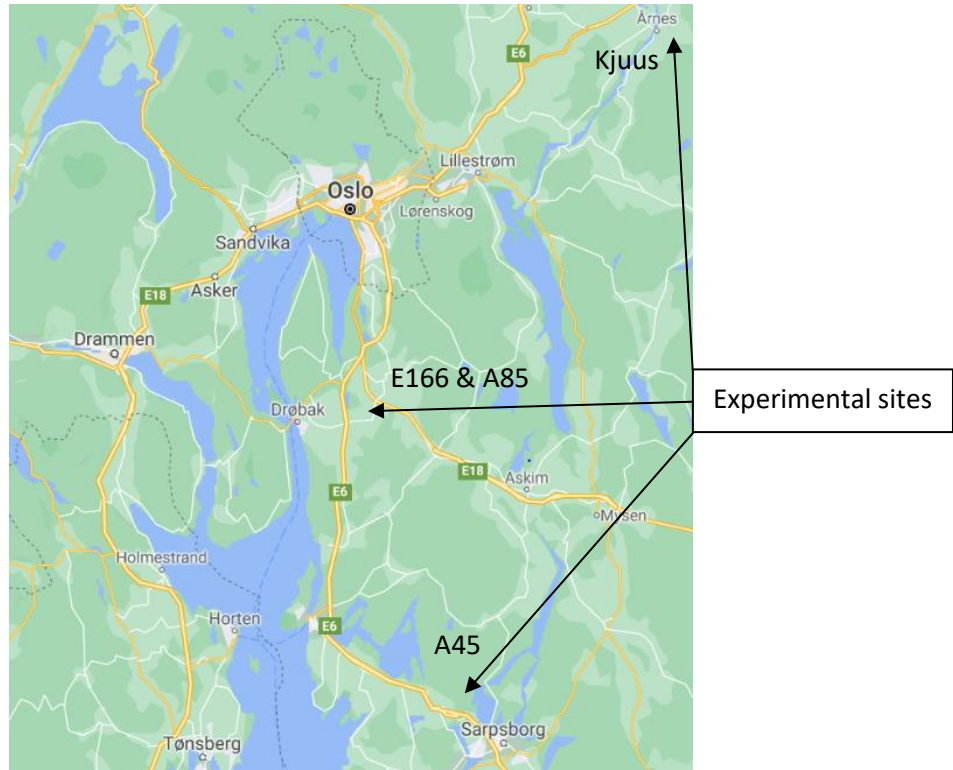 Årnes
Kjuus
E6
Lillestrøm
Oslo
Lørenskog
Sandvika
Asker
E18
Drammen
E166 & A85
Experimental sites
Drøbak
E18
Askim
E6
Mysen
Holmestrand
Horten
E6
A45
Sarpsborg
Tønsberg